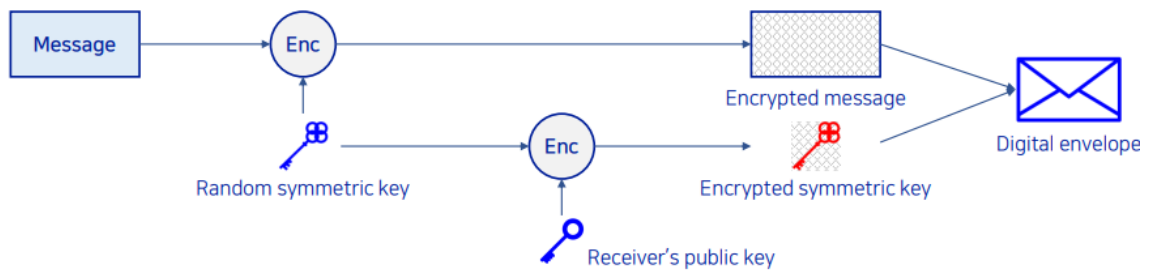 Message
Enc
Encrypted message
Digital envelope
Enc
Random symmetric key
Encrypted symmetric key
Receiver's public key